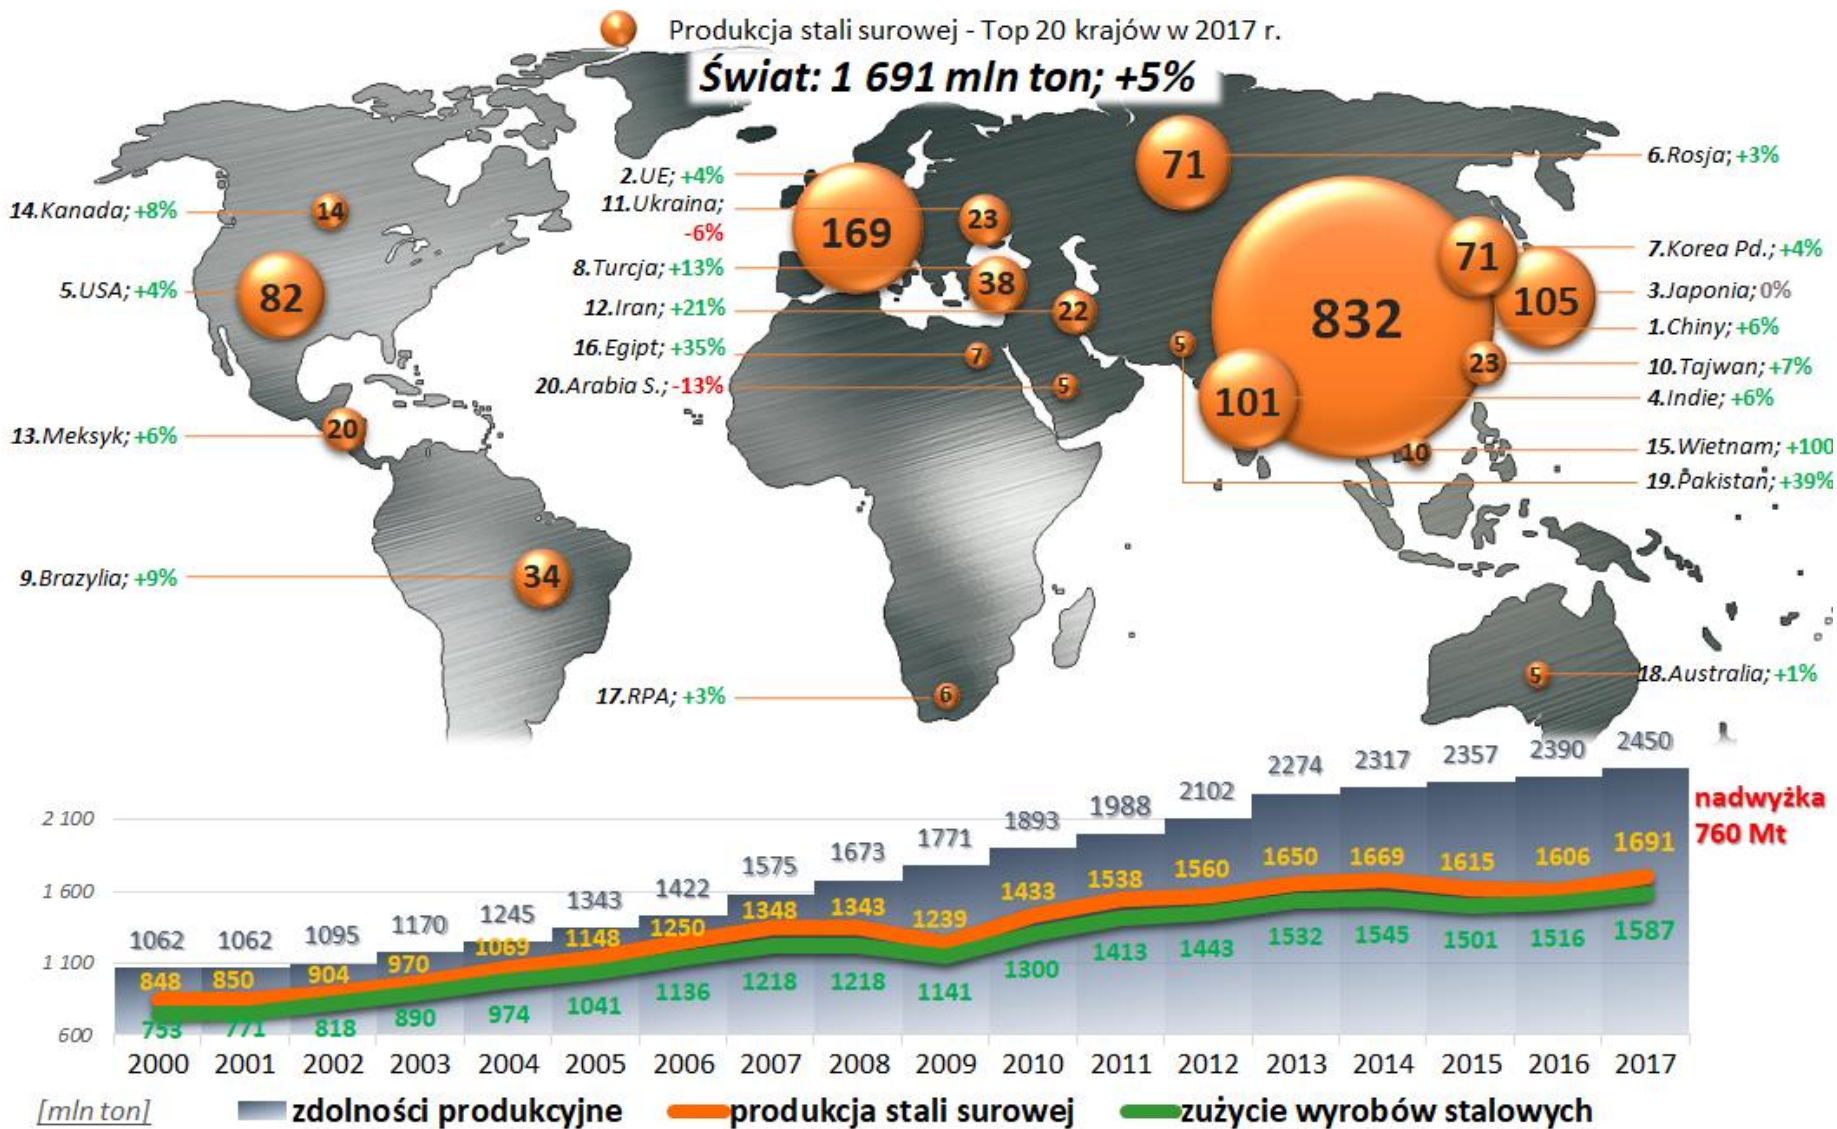 Produkcja stali surowej - Top 20 krajów w 2017 r.
Świat: 1 691 mln ton; +5%
14.Kanada; +8%
14
5.USA; +4%
82
13.Meksyk; +6%
20
9.Brazylia; +9%
34
2.UE; +4%
169
11.Ukraina;
-6%
23
8.Turcja; +13%
38
12.Iran; +21%
22
16.Egipt; +35%
7
20.Arabia S.; -13%
5
17.RPA; +3%
6
71
6.Rosja; +3%
71
7.Korea Pd.; +4%
105
3.Japonia; 0%
832
1.Chiny; +6%
23
10.Tajwan; +7%
101
4.Indie; +6%
10
15.Wietnam; +100
5
19.Pakistan; +39%
5
18.Australia; +1%
nadwyżka
760 Mt
2 100
1 600
1 100
600
1062 1062 1095 1170 1245 1343 1422 1575 1673 1771 1893 1988 2102 2274 2317 2357 2390 2450
848 850 904 970 1069 1148 1250 1348 1343 1239 1433 1538 1560 1650 1669 1615 1606 1691
753 771 818 890 974 1041 1136 1218 1218 1141 1300 1413 1443 1532 1545 1501 1516 1587
2000 2001 2002 2003 2004 2005 2006 2007 2008 2009 2010 2011 2012 2013 2014 2015 2016 2017
[mln ton] zdolności produkcyjne produkcja stali surowej zużycie wyrobów stalowych